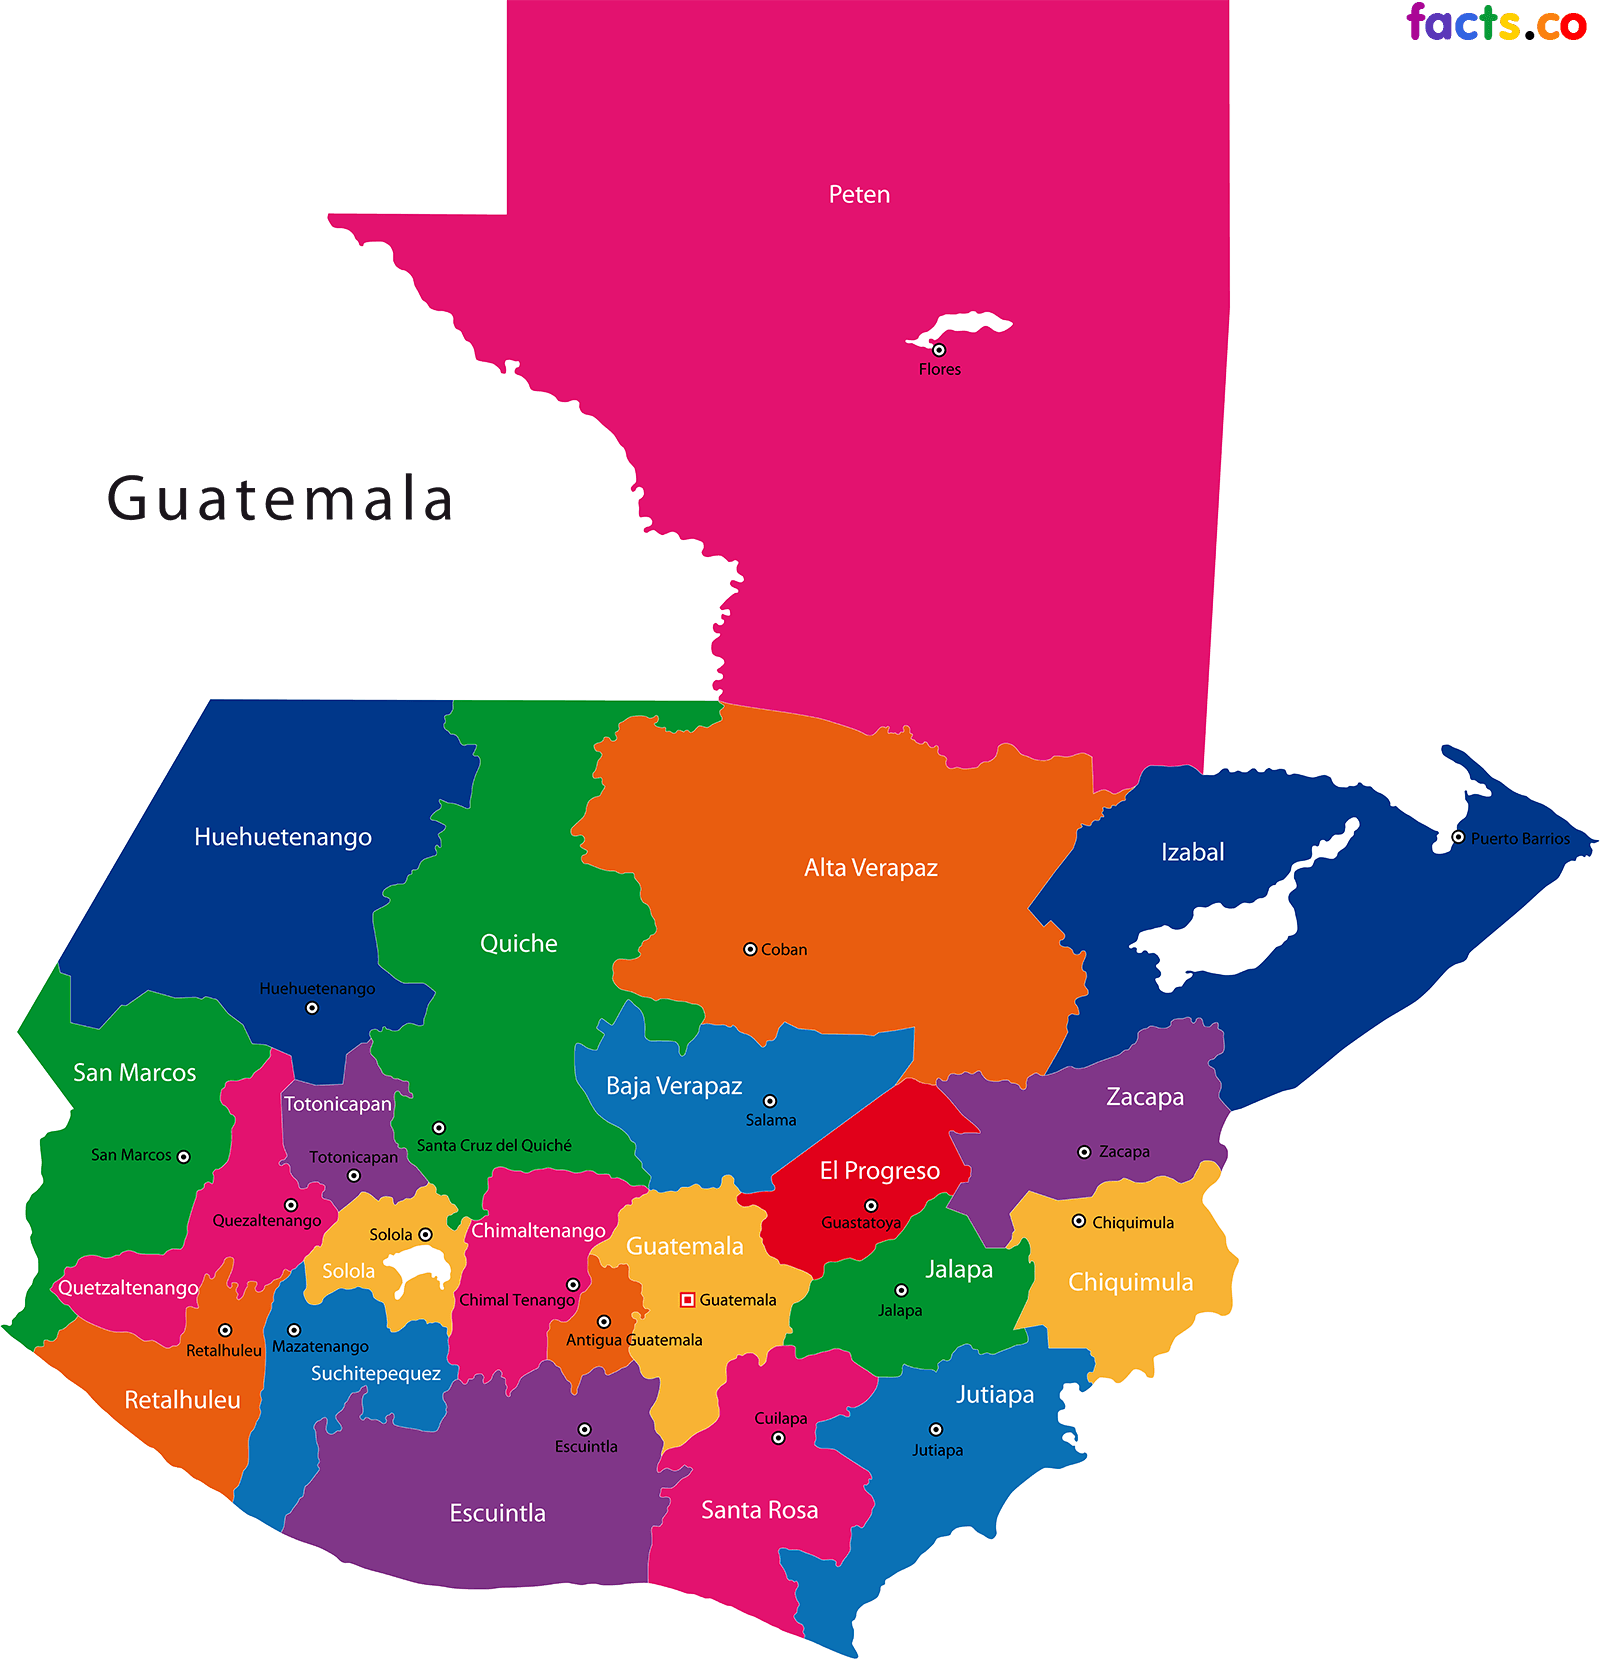 facts.co
Peten
Flores
Guatemala
Huehuetenango
Izabal
Puerto Barrios
Alta Verapaz
Quiche
Coban
Huehuetenango
San Marcos
Baja Verapaz
Zacapa
Totonicapan
Salama
Santa Cruz del Quiché
San Marcos
Totonicapan
Zacapa
El Progreso
Quezaltenango
Guastatoya
Chiquimula
Solola
Chimaltenango
Guatemala
Solola
Jalapa
Chiquimula
Quetzaltenango
Chimal Tenango
Guatemala
Jalapa
Antigua Guatemala
Retalhuleu
Mazatenango
Suchitepequez
Retalhuleu
Jutiapa
Cuilapa
Escuintla
Jutiapa
Escuintla
Santa Rosa